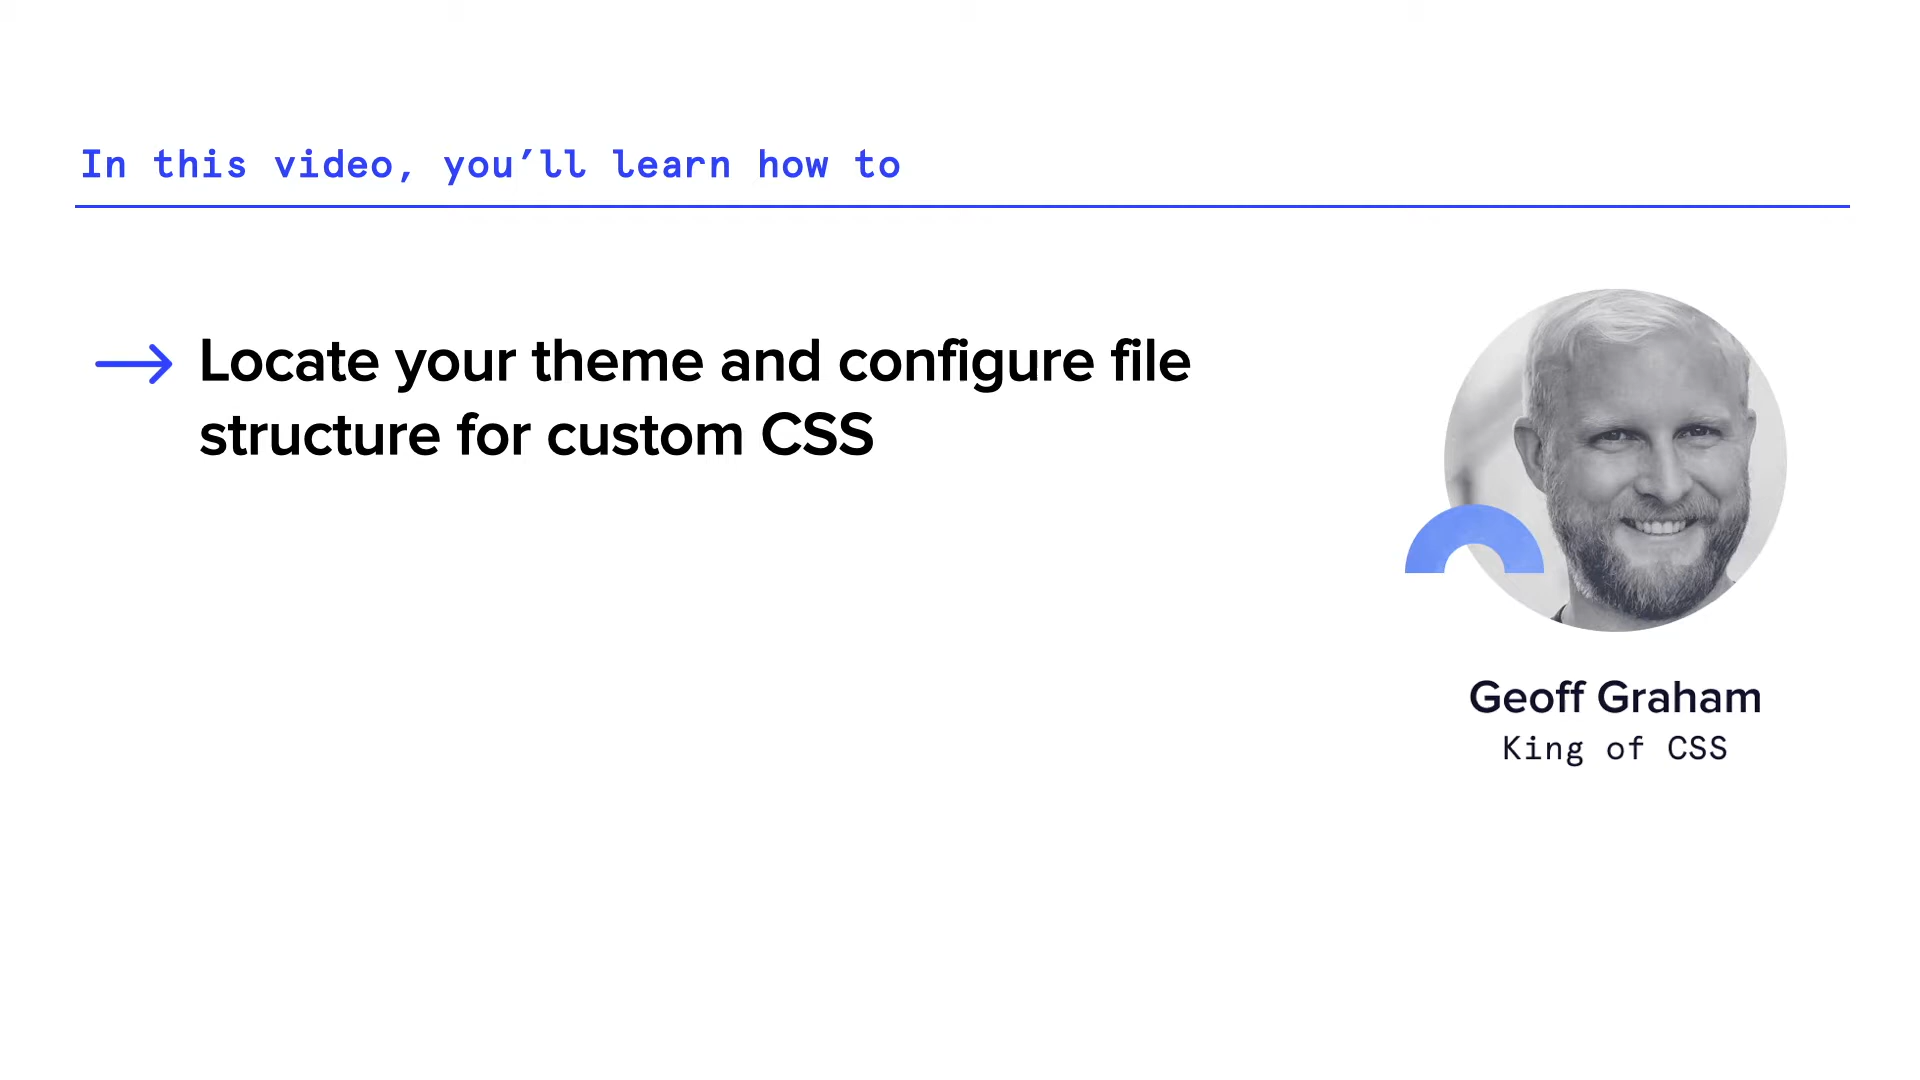 In this video, you’ll learn how to
Locate your theme and configure file
structure for custom CSS
Geoff Graham
King of CSS